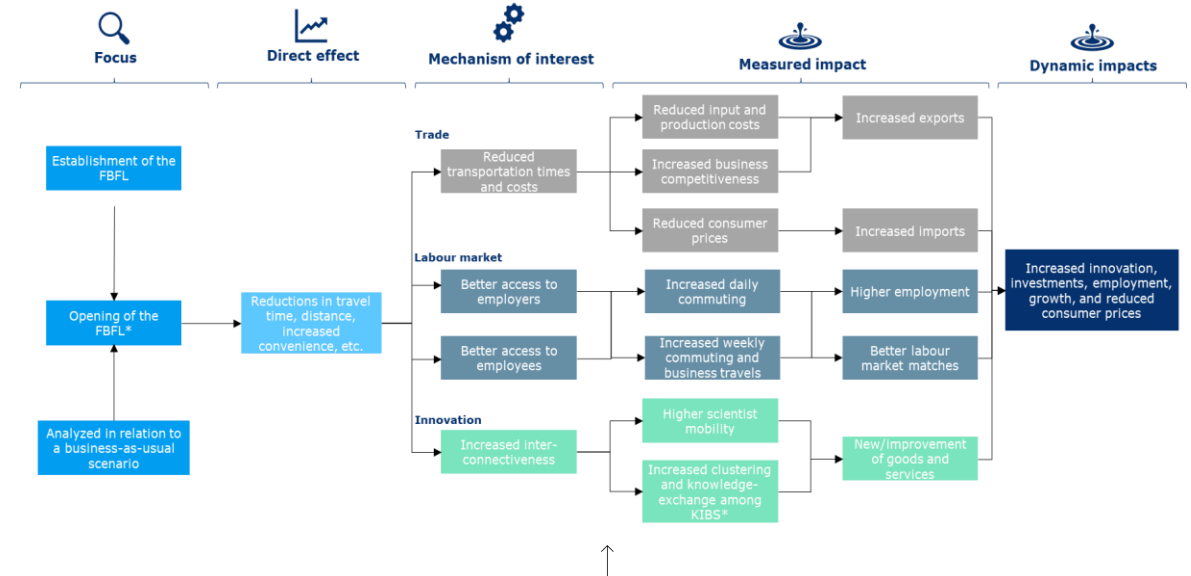 Focus
Direct effect
Mechanism of interest
Measured impact
Dynamic impacts
Establishment of the
FBFL
Opening of the
FBFL*
Analyzed in relation to
a business-as-usual
scenario
Reductions in travel
time, distance,
increased
convenience, etc.
Trade
Reduced
transportation times
and costs
Reduced input and
production costs
Increased business
competitiveness
Reduced consumer
prices
Increased exports
Increased imports
Labour market
Better access to
employers
Better access to
employees
Increased daily
commuting
Increased weekly
commuting and
business travels
Higher employment
Better labour
market matches
Innovation
Increased inter-
connectiveness
Higher scientist
mobility
Increased clustering
and knowledge-
exchange among
KIBS*
New/improvement
of goods and
services
Increased innovation,
investments, employment,
growth, and reduced
consumer prices